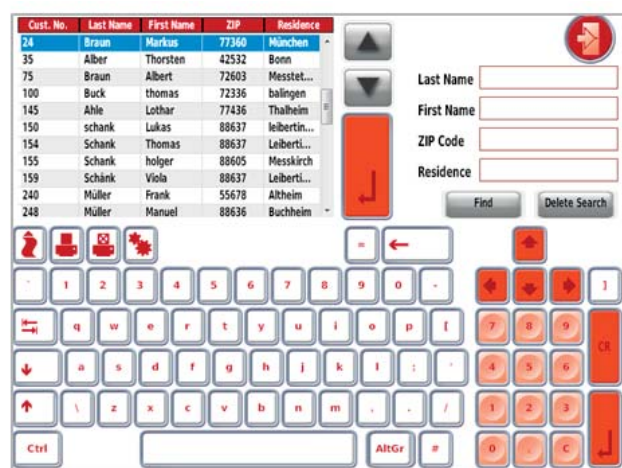 Cust. No. Last Name First Name ZIP Residence
24 Braun Markus 77360 München
35 Alber Thorsten 42532 Bonn
75 Braun Albert 72603 Messtet...
100 Buck thomas 72336 balingen
145 Ahle Lothar 77436 Thalheim
150 schank Lukas 88637 leibertin...
154 Schank Thomas 88637 Leiberti...
155 Schank holger 88605 Messkirch
159 Schänk Viola 88637 Leiberti...
240 Müller Frank 55678 Altheim
248 Müller Manuel 88636 Buchheim
Last Name
First Name
ZIP Code
Residence
Find Delete Search
=
1 2 3 4 5 6 7 8 9 0 - ]
q w e r t y u i o p [ 7 8 9
a s d f g h j k l ; ' 4 5 6 CR
\ z x c v b n m , . / 1 2 3
Ctrl AltGr # 0 . C